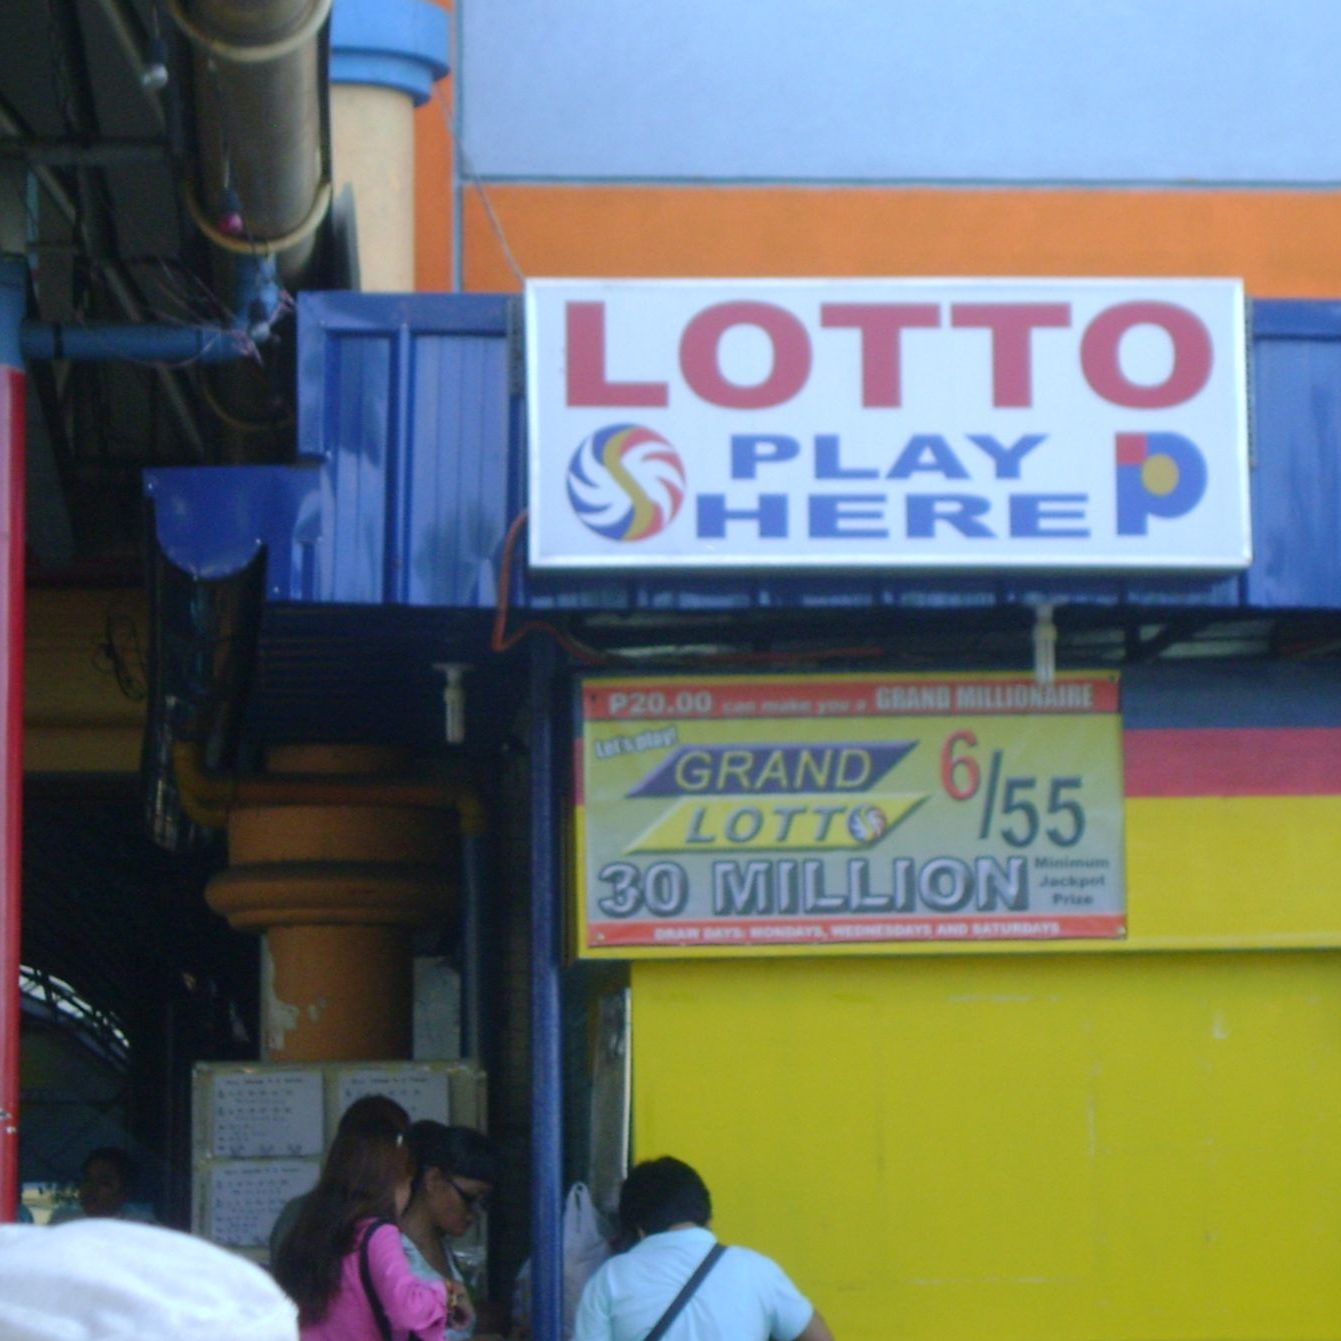 LOTTO
PLAY
HERE
P20.00 can make you a GRAND MILLIONAIRE
Let's play!
GRAND
LOTTO
6/55
30 MILLION
Minimum
Jackpot
Prize
DRAW DAYS: MONDAYS, WEDNESDAYS AND SATURDAYS